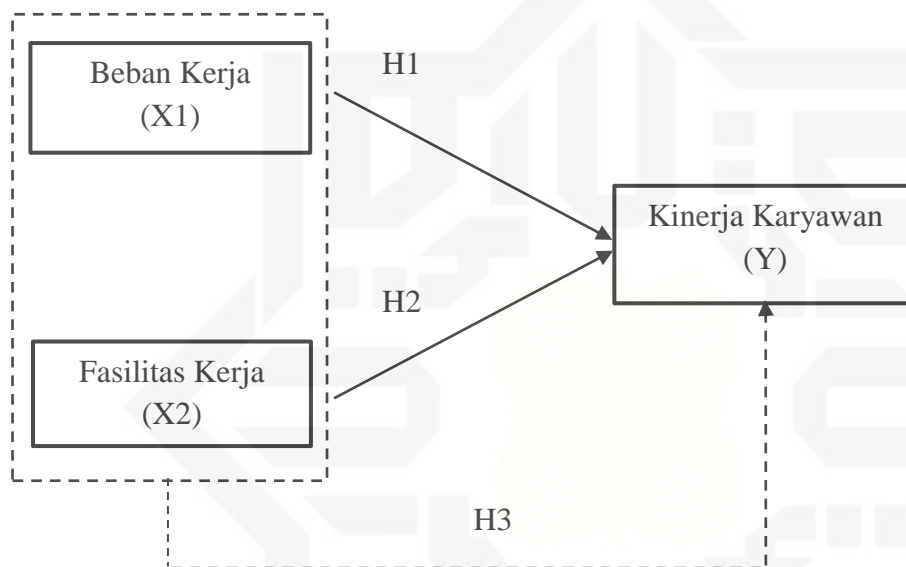 Beban Kerja
(X1)
H1
Kinerja Karyawan
(Y)
H2
Fasilitas Kerja
(X2)
H3